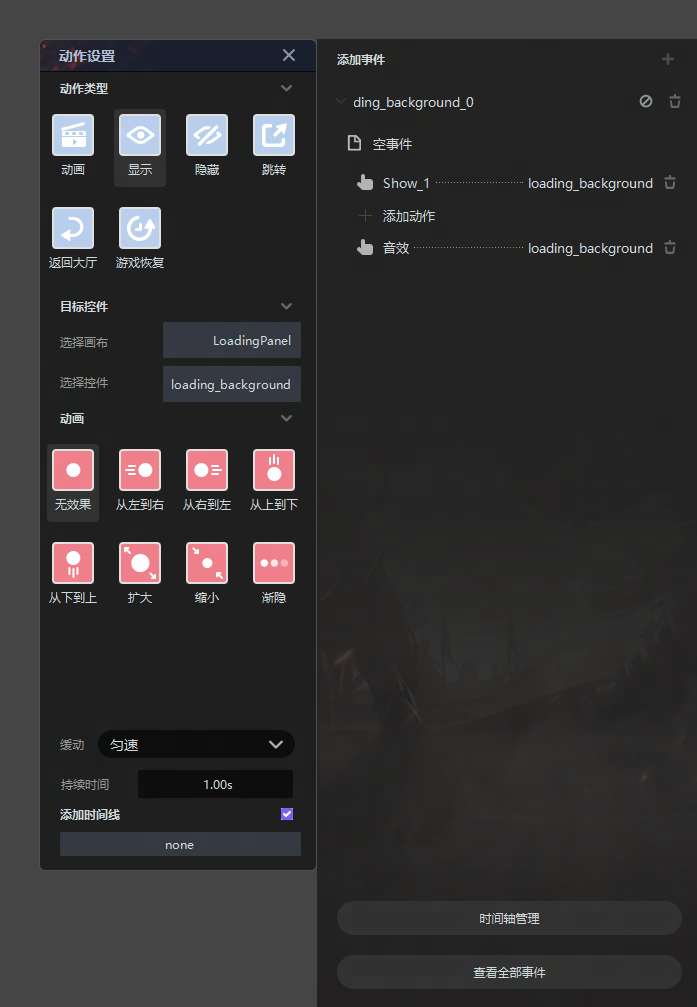 动作设置
动作类型
动画 显示 隐藏 跳转
返回大厅 游戏恢复
目标控件
选择画布 LoadingPanel
选择控件 loading_background
动画
无效果 从左到右 从右到左 从上到下
从下到上 扩大 缩小 渐隐
缓动 匀速
持续时间 1.00s
添加时间线
none
添加事件
ding_background_0
空事件
Show_1 loading_background
添加动作
音效 loading_background
时间轴管理
查看全部事件